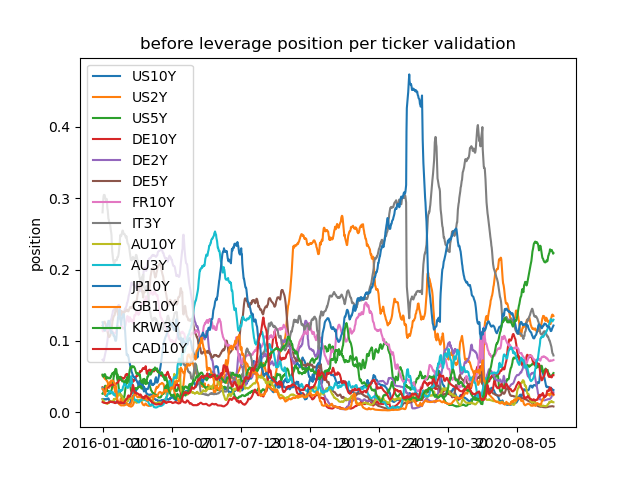 before leverage position per ticker validation
US10Y
US2Y
US5Y
DE10Y
DE2Y
DE5Y
FR10Y
IT3Y
AU10Y
AU3Y
JP10Y
GB10Y
KRW3Y
CAD10Y
position
0.4
0.3
0.2
0.1
0.0
2016-01-01 2016-10-07 2017-07-13 2018-04-19 2019-01-24 2019-10-30 2020-08-05